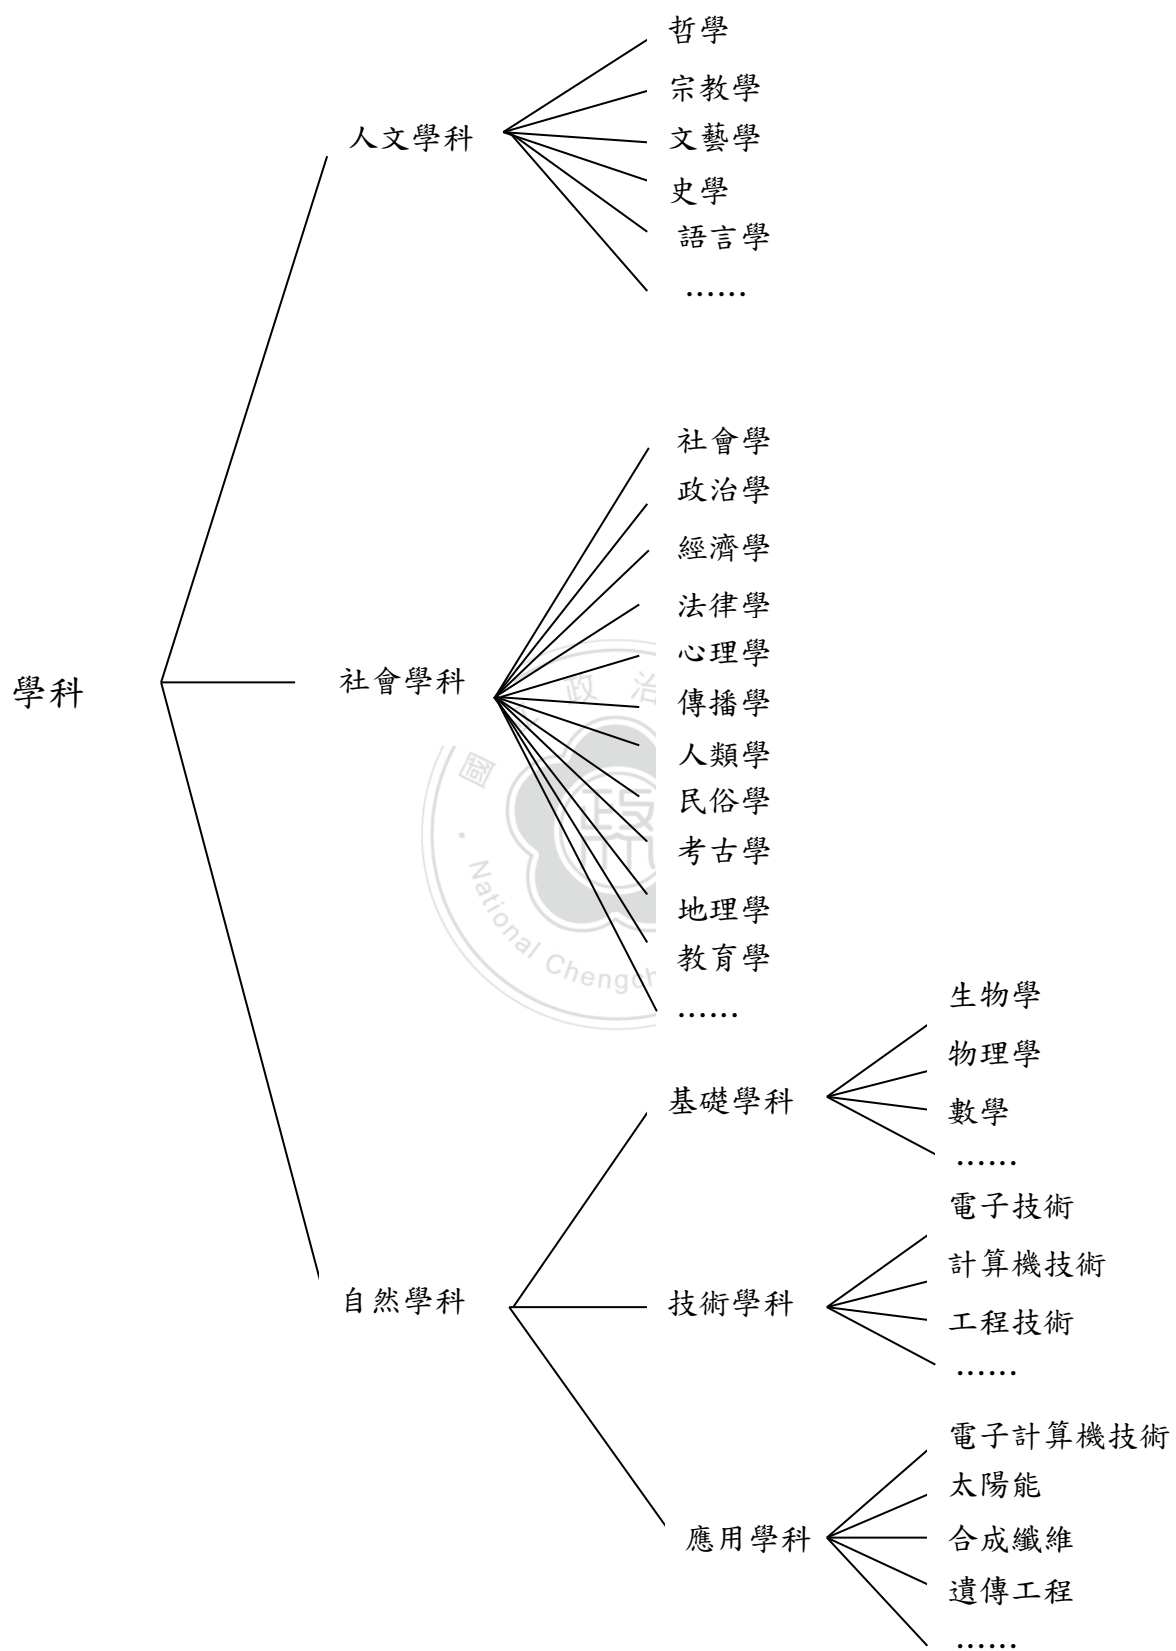 學科
人文學科
哲學
宗教學
文藝學
史學
語言學
......
社會學科
社會學
政治學
經濟學
法律學
心理學
傳播學
人類學
民俗學
考古學
地理學
教育學
......
自然學科
基礎學科
生物學
物理學
數學
......
技術學科
電子技術
計算機技術
工程技術
......
應用學科
電子計算機技術
太陽能
合成纖維
遺傳工程
......
國
政治
National